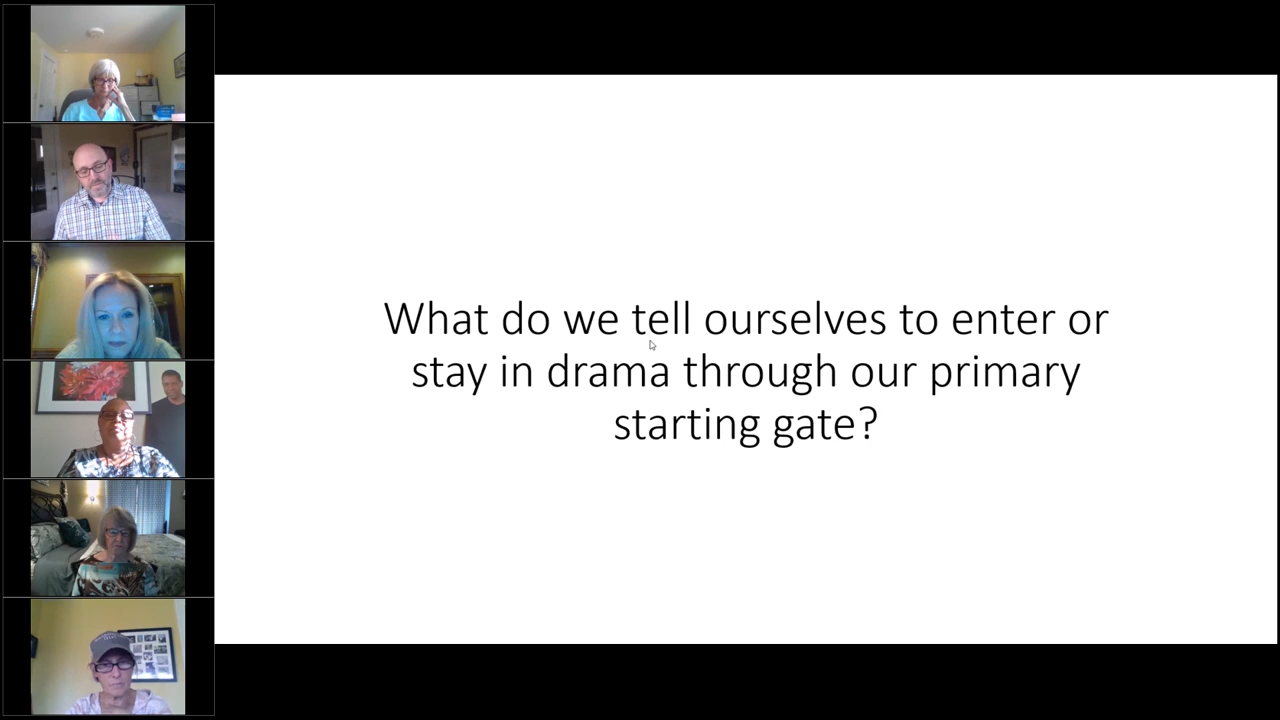 What do we tell ourselves to enter or
stay in drama through our primary
starting gate?